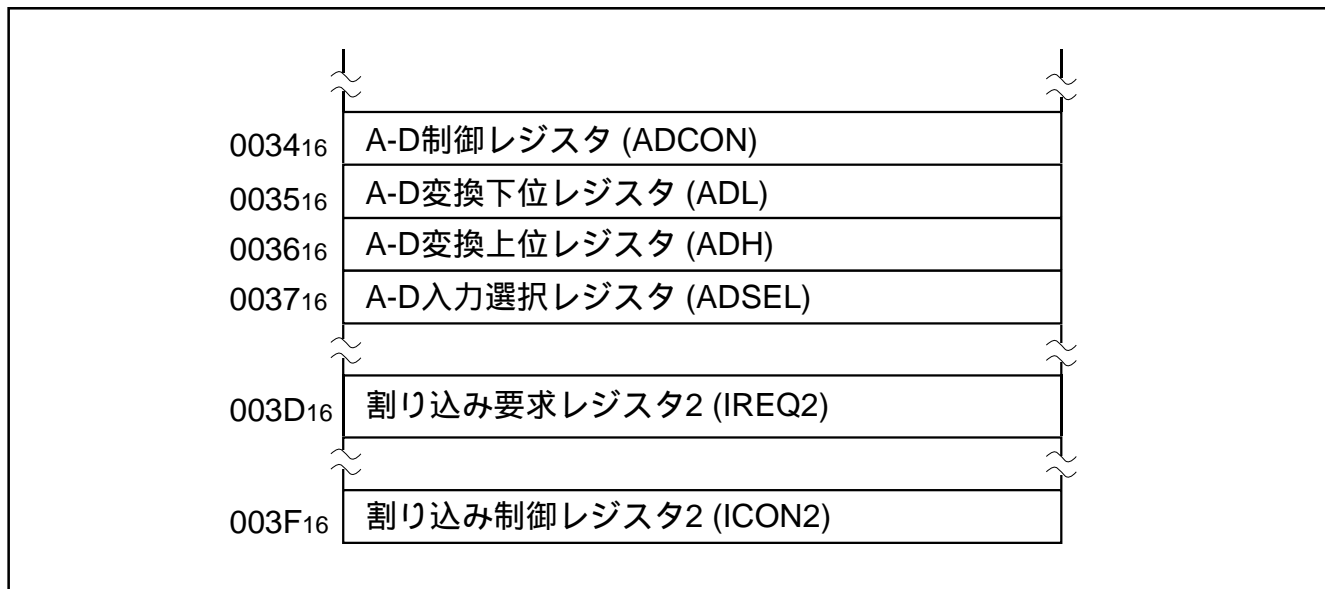 0034₁₆ A-D制御レジスタ (ADCON)
0035₁₆ A-D変換下位レジスタ (ADL)
0036₁₆ A-D変換上位レジスタ (ADH)
0037₁₆ A-D入力選択レジスタ (ADSEL)
003D₁₆ 割り込み要求レジスタ2 (IREQ2)
003F₁₆ 割り込み制御レジスタ2 (ICON2)